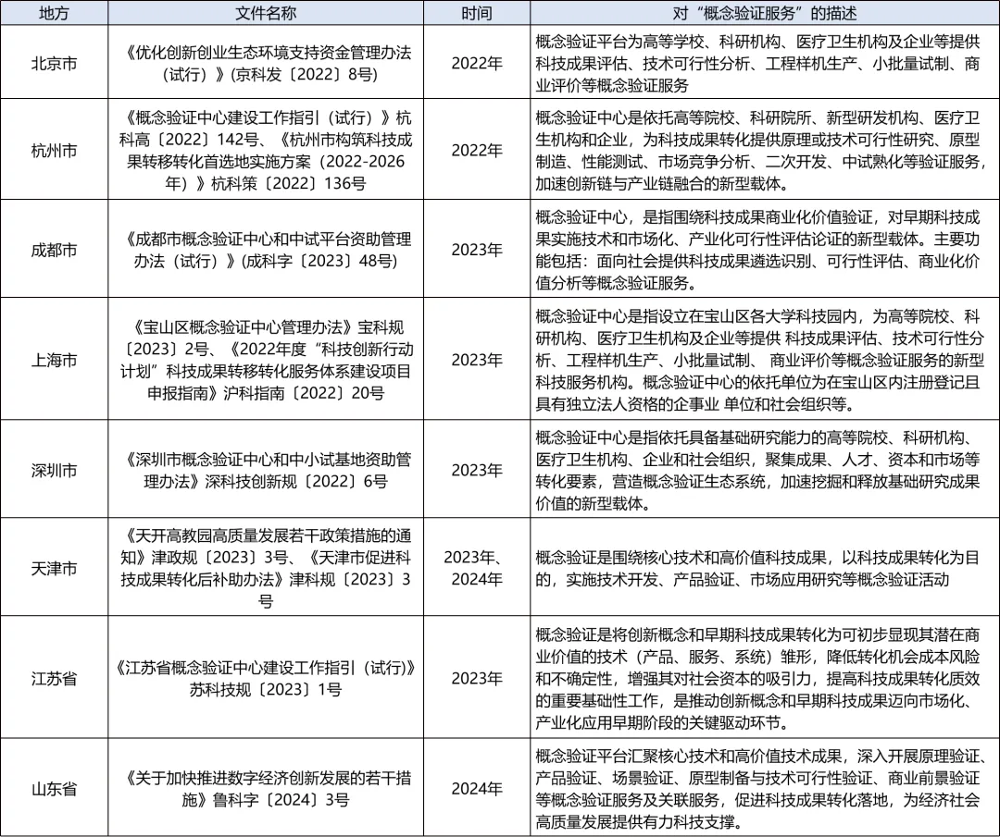 地方
文件名称
时间
对“概念验证服务”的描述
北京市
《优化创新创业生态环境支持资金管理办法
（试行）》(京科发〔2022〕8号)
2022年
概念验证平台为高等学校、科研机构、医疗卫生机构及企业等提供
科技成果评估、技术可行性分析、工程样机生产、小批量试制、商
业评价等概念验证服务
杭州市
《概念验证中心建设工作指引（试行）》杭
科高〔2022〕142号、《杭州市构筑科技成
果转移转化首选地实施方案（2022-2026
年）》杭科策〔2022〕136号
2022年
概念验证中心是依托高等院校、科研院所、新型研发机构、医疗卫
生机构和企业，为科技成果转化提供原理或技术可行性研究、原型
制造、性能测试、市场竞争分析、二次开发、中试熟化等验证服务，
加速创新链与产业链融合的新型载体。
成都市
《成都市概念验证中心和中试平台资助管理
办法（试行）》(成科字〔2023〕48号)
2023年
概念验证中心，是指围绕科技成果商业化价值验证，对早期科技成
果实施技术和市场化、产业化可行性评估论证的新型载体。主要功
能包括：面向社会提供科技成果遴选识别、可行性评估、商业化价
值分析等概念验证服务。
上海市
《宝山区概念验证中心管理办法》宝科规
〔2023〕2号、《2022年度“科技创新行动
计划”科技成果转移转化服务体系建设项目
申报指南》沪科指南〔2022〕20号
2023年
概念验证中心是指设立在宝山区各大学科技园内，为高等院校、科
研机构、医疗卫生机构及企业等提供 科技成果评估、技术可行性分
析、工程样机生产、小批量试制、 商业评价等概念验证服务的新型
科技服务机构。概念验证中心的依托单位为在宝山区内注册登记且
具有独立法人资格的企事业 单位和社会组织等。
深圳市
《深圳市概念验证中心和中小试基地资助管
理办法》深科技创新规〔2022〕6号
2023年
概念验证中心是指依托具备基础研究能力的高等院校、科研机构、
医疗卫生机构、企业和社会组织，聚集成果、人才、资本和市场等
转化要素，营造概念验证生态系统，加速挖掘和释放基础研究成果
价值的新型载体。
天津市
《天开高教园高质量发展若干政策措施的通
知》津政规〔2023〕3号、《天津市促进科
技成果转化后补助办法》津科规〔2023〕3
号
2023年、
2024年
概念验证是围绕核心技术和高价值科技成果，以科技成果转化为目
的，实施技术开发、产品验证、市场应用研究等概念验证活动
江苏省
《江苏省概念验证中心建设工作指引（试行)》
苏科技规〔2023〕1号
2023年
概念验证是将创新概念和早期科技成果转化为可初步显现其潜在商
业价值的技术（产品、服务、系统）雏形，降低转化机会成本风险
和不确定性，增强其对社会资本的吸引力，提高科技成果转化质效
的重要基础性工作，是推动创新概念和早期科技成果迈向市场化、
产业化应用早期阶段的关键驱动环节。
山东省
《关于加快推进数字经济创新发展的若干措
施》鲁科字〔2024〕3号
2024年
概念验证平台汇聚核心技术和高价值技术成果，深入开展原理验证、
产品验证、场景验证、原型制备与技术可行性验证、商业前景验证
等概念验证服务及关联服务，促进科技成果转化落地，为经济社会
高质量发展提供有力科技支撑。